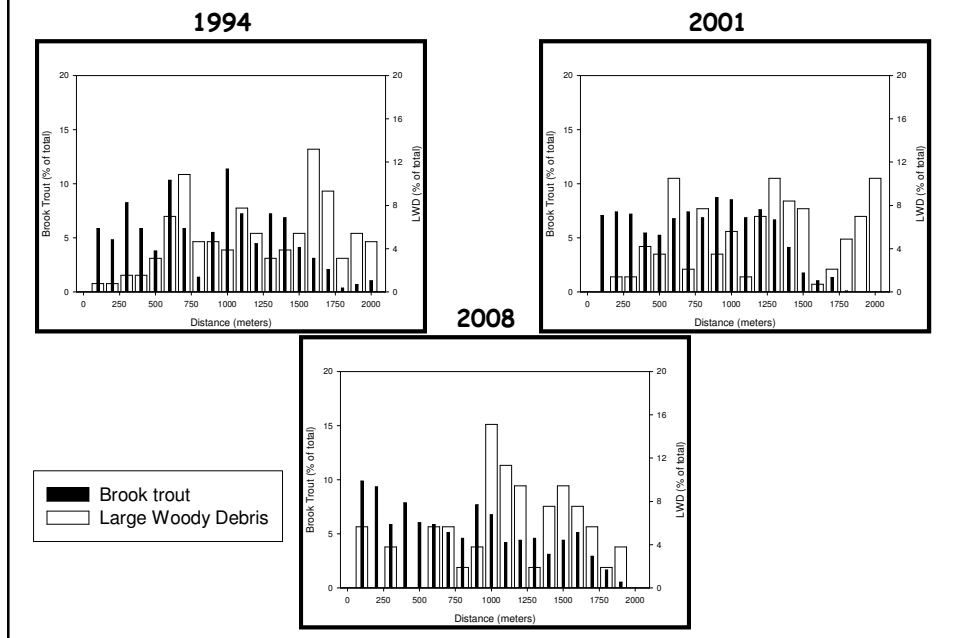 1994
2001
20
15
10
5
0
Brook Trout (% of total)
20
16
12
8
4
0
LWD (% of total)
0 250 500 750 1000 1250 1500 1750 2000
Distance (meters)
20
15
10
5
0
Brook Trout (% of total)
20
16
12
8
4
0
LWD (% of total)
0 250 500 750 1000 1250 1500 1750 2000
Distance (meters)
2008
20
15
10
5
0
Brook Trout (% of total)
20
16
12
8
4
0
LWD (% of total)
0 250 500 750 1000 1250 1500 1750 2000
Distance (meters)
Brook trout
Large Woody Debris